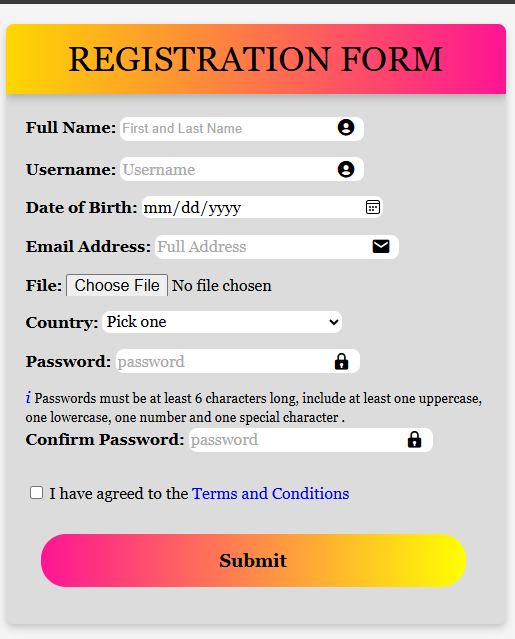 REGISTRATION FORM
Full Name: First and Last Name
Username: Username
Date of Birth: mm/dd/yyyy
Email Address: Full Address
File: Choose File No file chosen
Country: Pick one
Password: password
i Passwords must be at least 6 characters long, include at least one uppercase,
one lowercase, one number and one special character .
Confirm Password: password
I have agreed to the Terms and Conditions
Submit